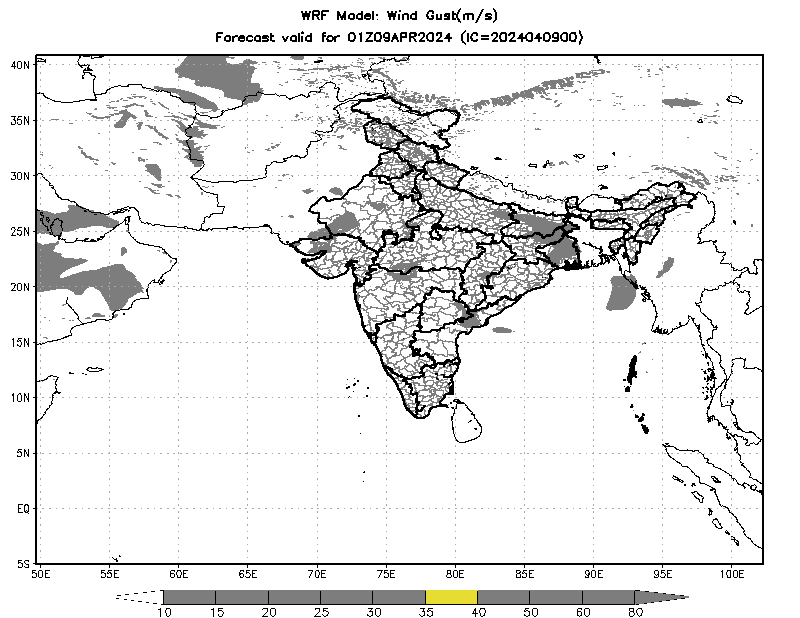 WRF Model: Wind Gust(m/s)
Forecast valid for 01Z09APR2024 (IC=2024040900)
40N
35N
30N
25N
20N
15N
10N
5N
EQ
5S
50E 55E 60E 65E 70E 75E 80E 85E 90E 95E 100E
10 15 20 25 30 35 40 50 60 80